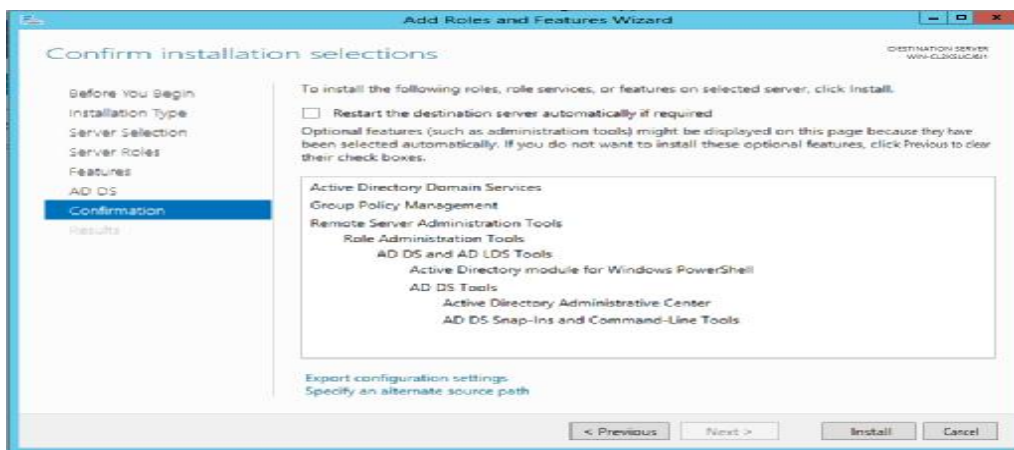 Add Roles and Features Wizard
Confirm installation selections
DESTINATION SERVER
Before You Begin
Installation Type
Server Selection
Server Roles
Features
AD DS
Confirmation
Results
To install the following roles, role services, or features on selected server, click Install.
Restart the destination server automatically if required
Optional features (such as administration tools) might be displayed on this page because they have
been selected automatically. If you do not want to install these optional features, click Previous to clear
their check boxes.
Active Directory Domain Services
Group Policy Management
Remote Server Administration Tools
Role Administration Tools
AD DS and AD LDS Tools
Active Directory module for Windows PowerShell
AD DS Tools
Active Directory Administrative Center
AD DS Snap-Ins and Command-Line Tools
Export configuration settings
Specify an alternate source path
< Previous
Next >
Install
Cancel